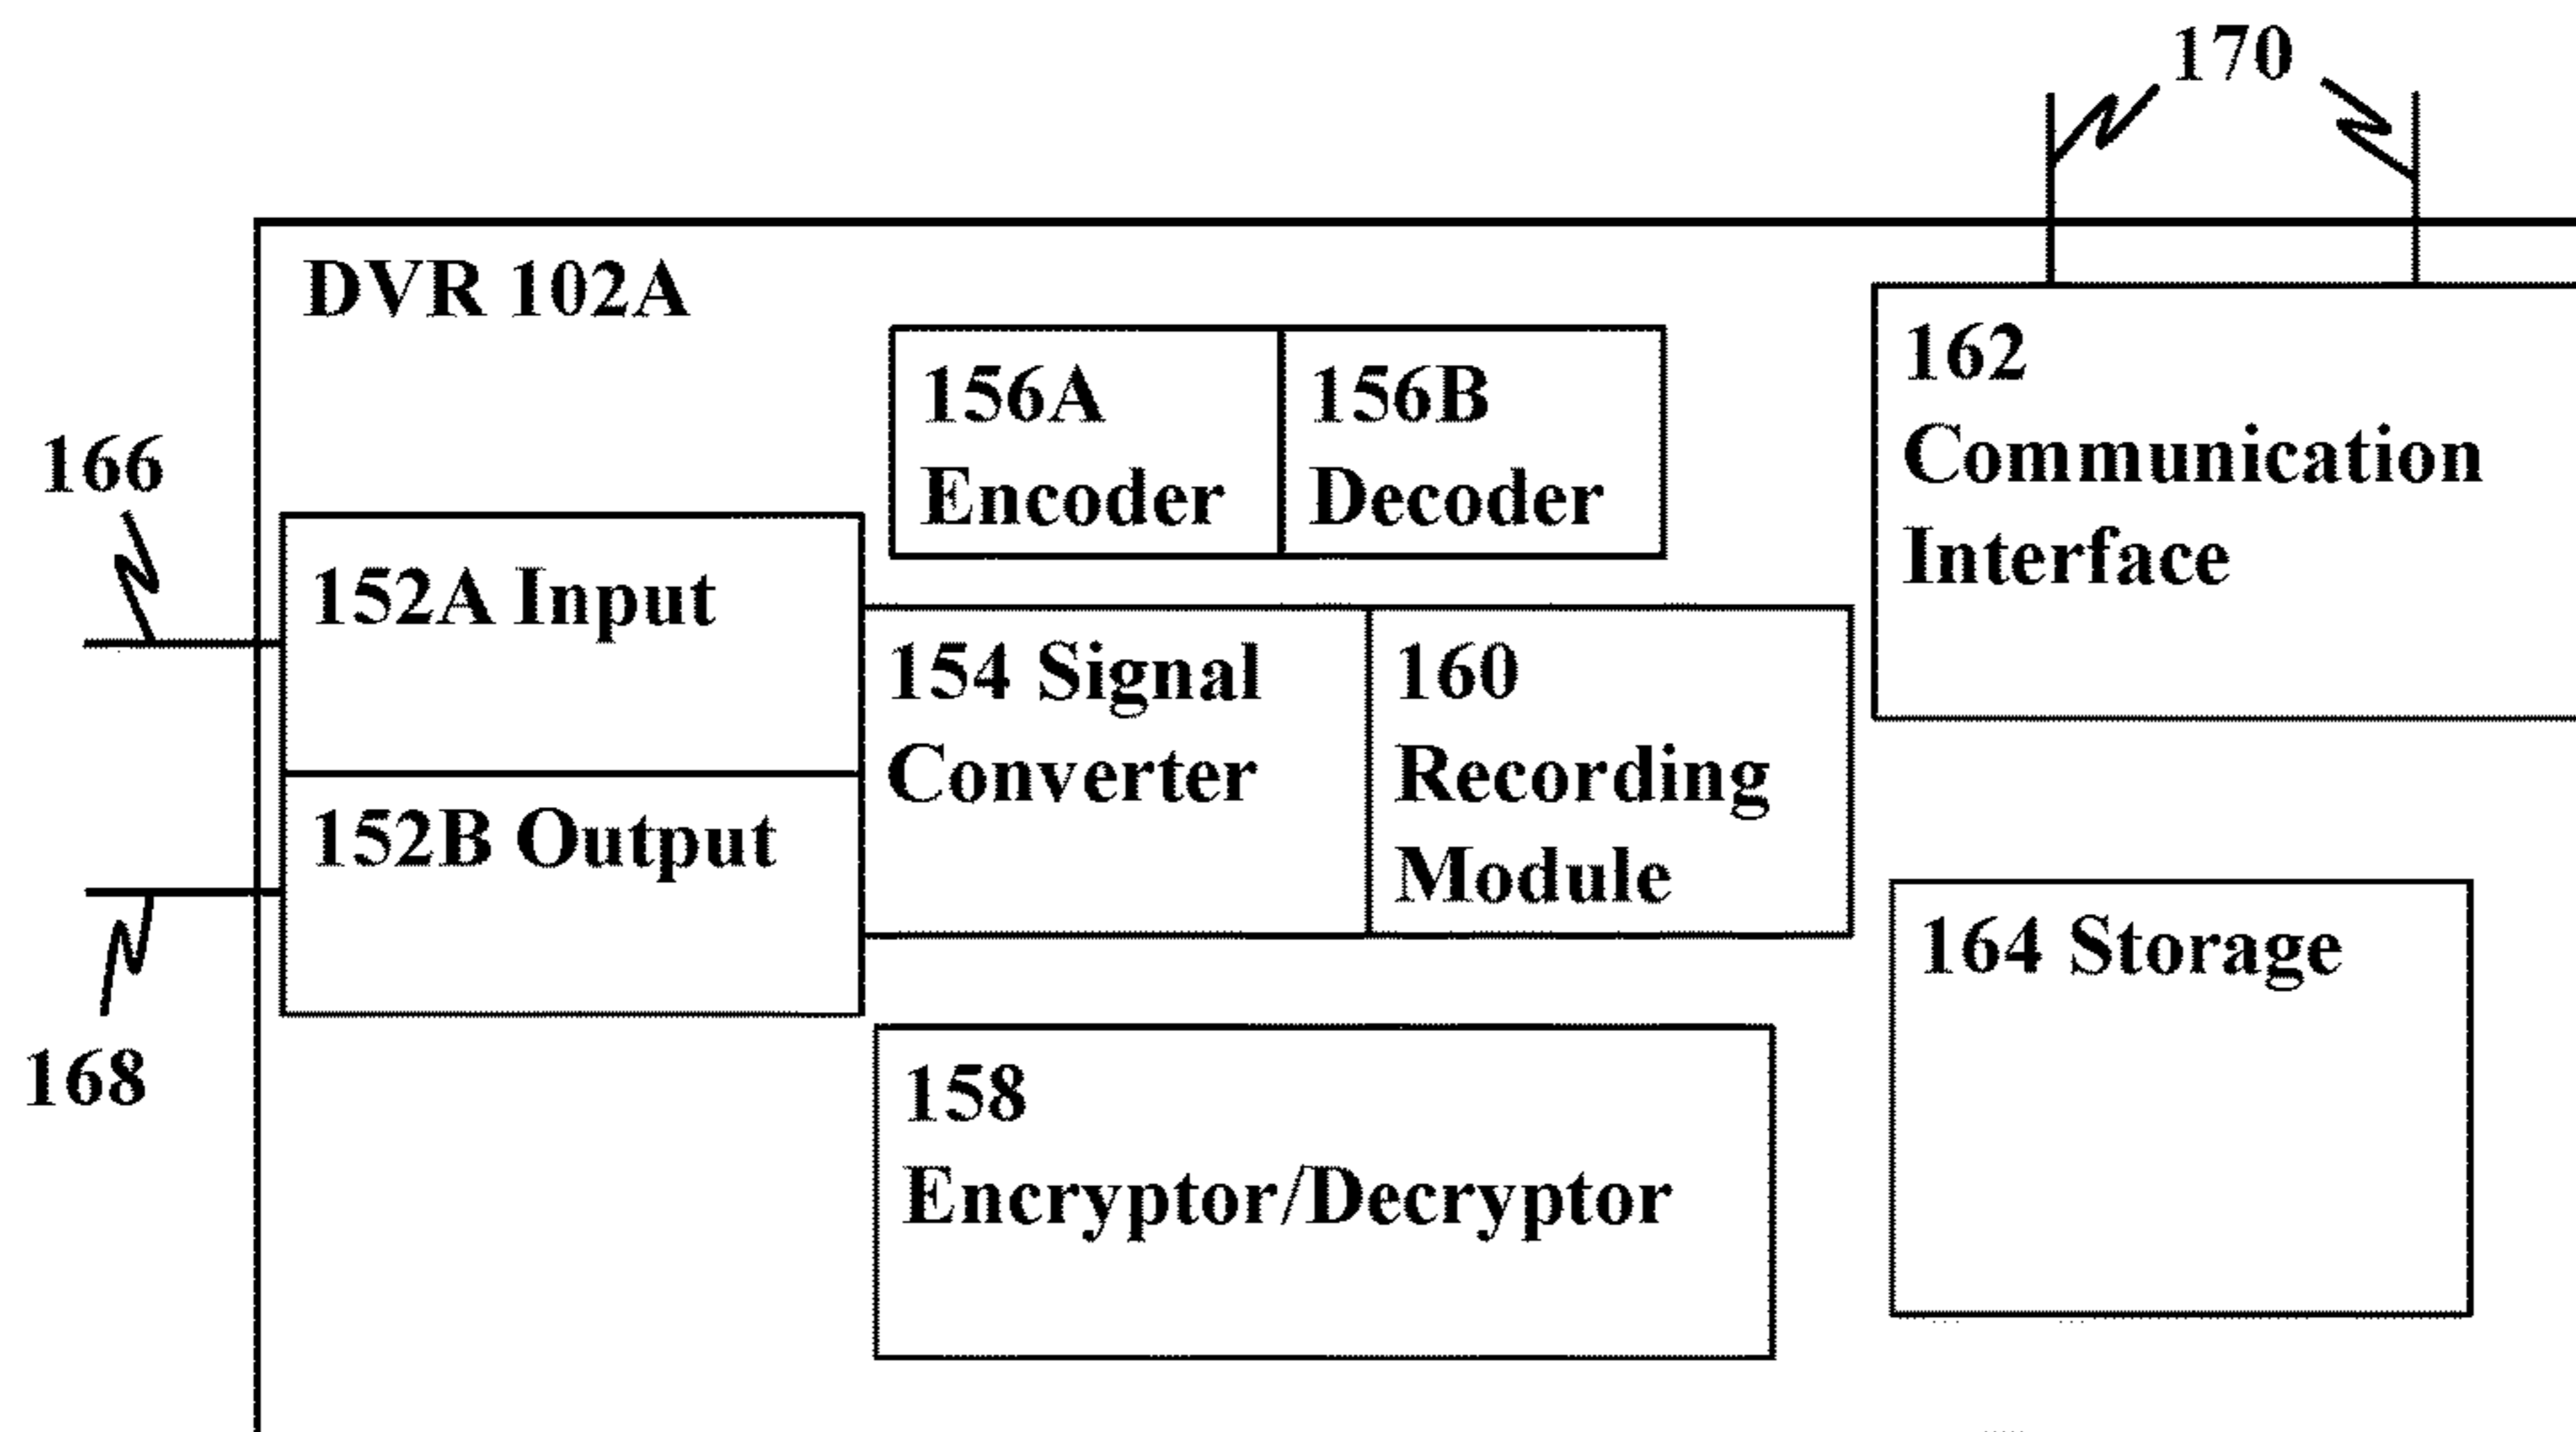 170
DVR 102A
156A
Encoder
156B
Decoder
162
Communication
Interface
166
152A Input
154 Signal
Converter
160
Recording
Module
152B Output
164 Storage
168
158
Encryptor/Decryptor